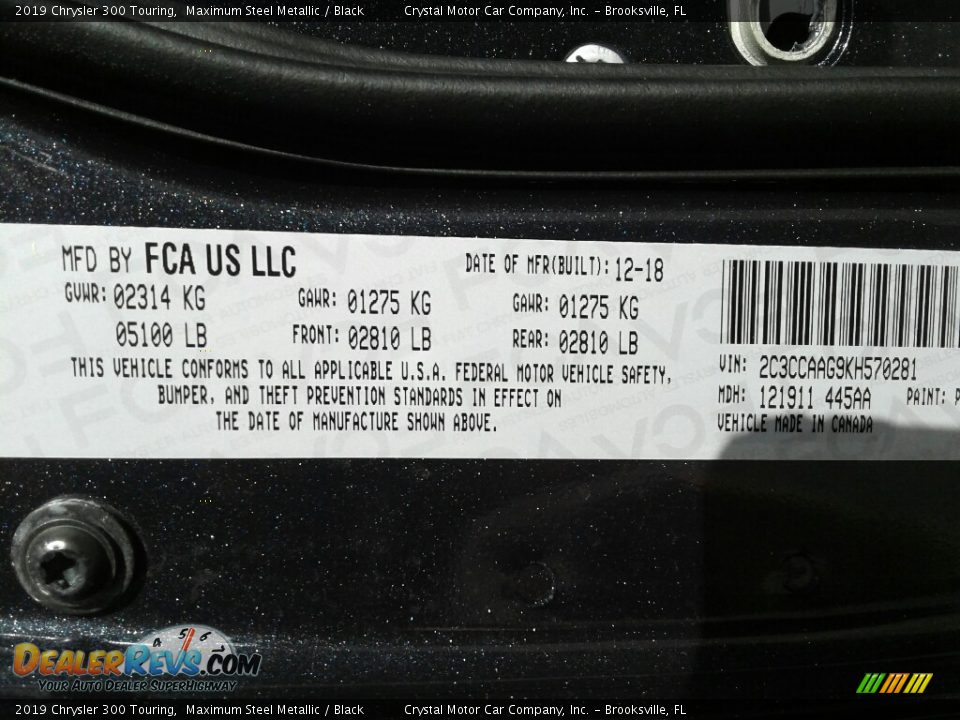 2019 Chrysler 300 Touring, Maximum Steel Metallic / Black Crystal Motor Car Company, Inc. - Brooksville, FL
MFD BY FCA US LLC DATE OF MFR(BUILT): 12-18
GVWR: 02314 KG GAWR: 01275 KG GAWR: 01275 KG
05100 LB FRONT: 02810 LB REAR: 02810 LB
THIS VEHICLE CONFORMS TO ALL APPLICABLE U.S.A. FEDERAL MOTOR VEHICLE SAFETY,
BUMPER, AND THEFT PREVENTION STANDARDS IN EFFECT ON
THE DATE OF MANUFACTURE SHOWN ABOVE.
VIN: 2C3CCAAG9KH570281
MDH: 121911 445AA PAINT: P
VEHICLE MADE IN CANADA
4 5 6
DEALERREVS.COM
YOUR AUTO DEALER SUPERHIGHWAY
2019 Chrysler 300 Touring, Maximum Steel Metallic / Black Crystal Motor Car Company, Inc. - Brooksville, FL